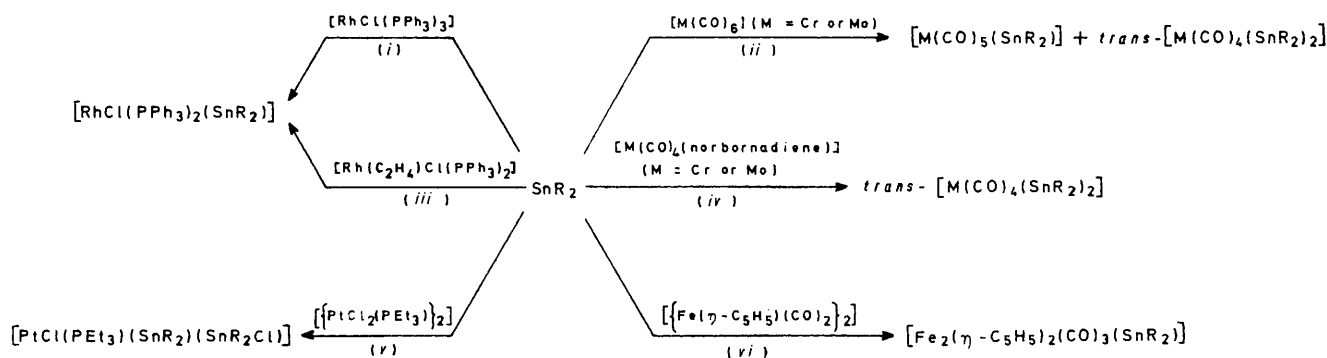 [RhCl(PPh₃)₃]
(i)
[M(CO)₆](M = Cr or Mo)
(ii)
[M(CO)₅(SnR₂)] + trans-[M(CO)₄(SnR₂)₂]
[RhCl(PPh₃)₂(SnR₂)]
[Rh(C₂H₄)Cl(PPh₃)₂]
(iii)
SnR₂
[M(CO)₄(norbornadiene)]
(M = Cr or Mo)
(iv)
trans-[M(CO)₄(SnR₂)₂]
[PtCl(PEt₃)(SnR₂)(SnR₂Cl)]
[{PtCl₂(PEt₃)}₂]
(v)
[{Fe(η-C₅H₅)(CO)₂}₂]
(vi)
[Fe₂(η-C₅H₅)₂(CO)₃(SnR₂)]